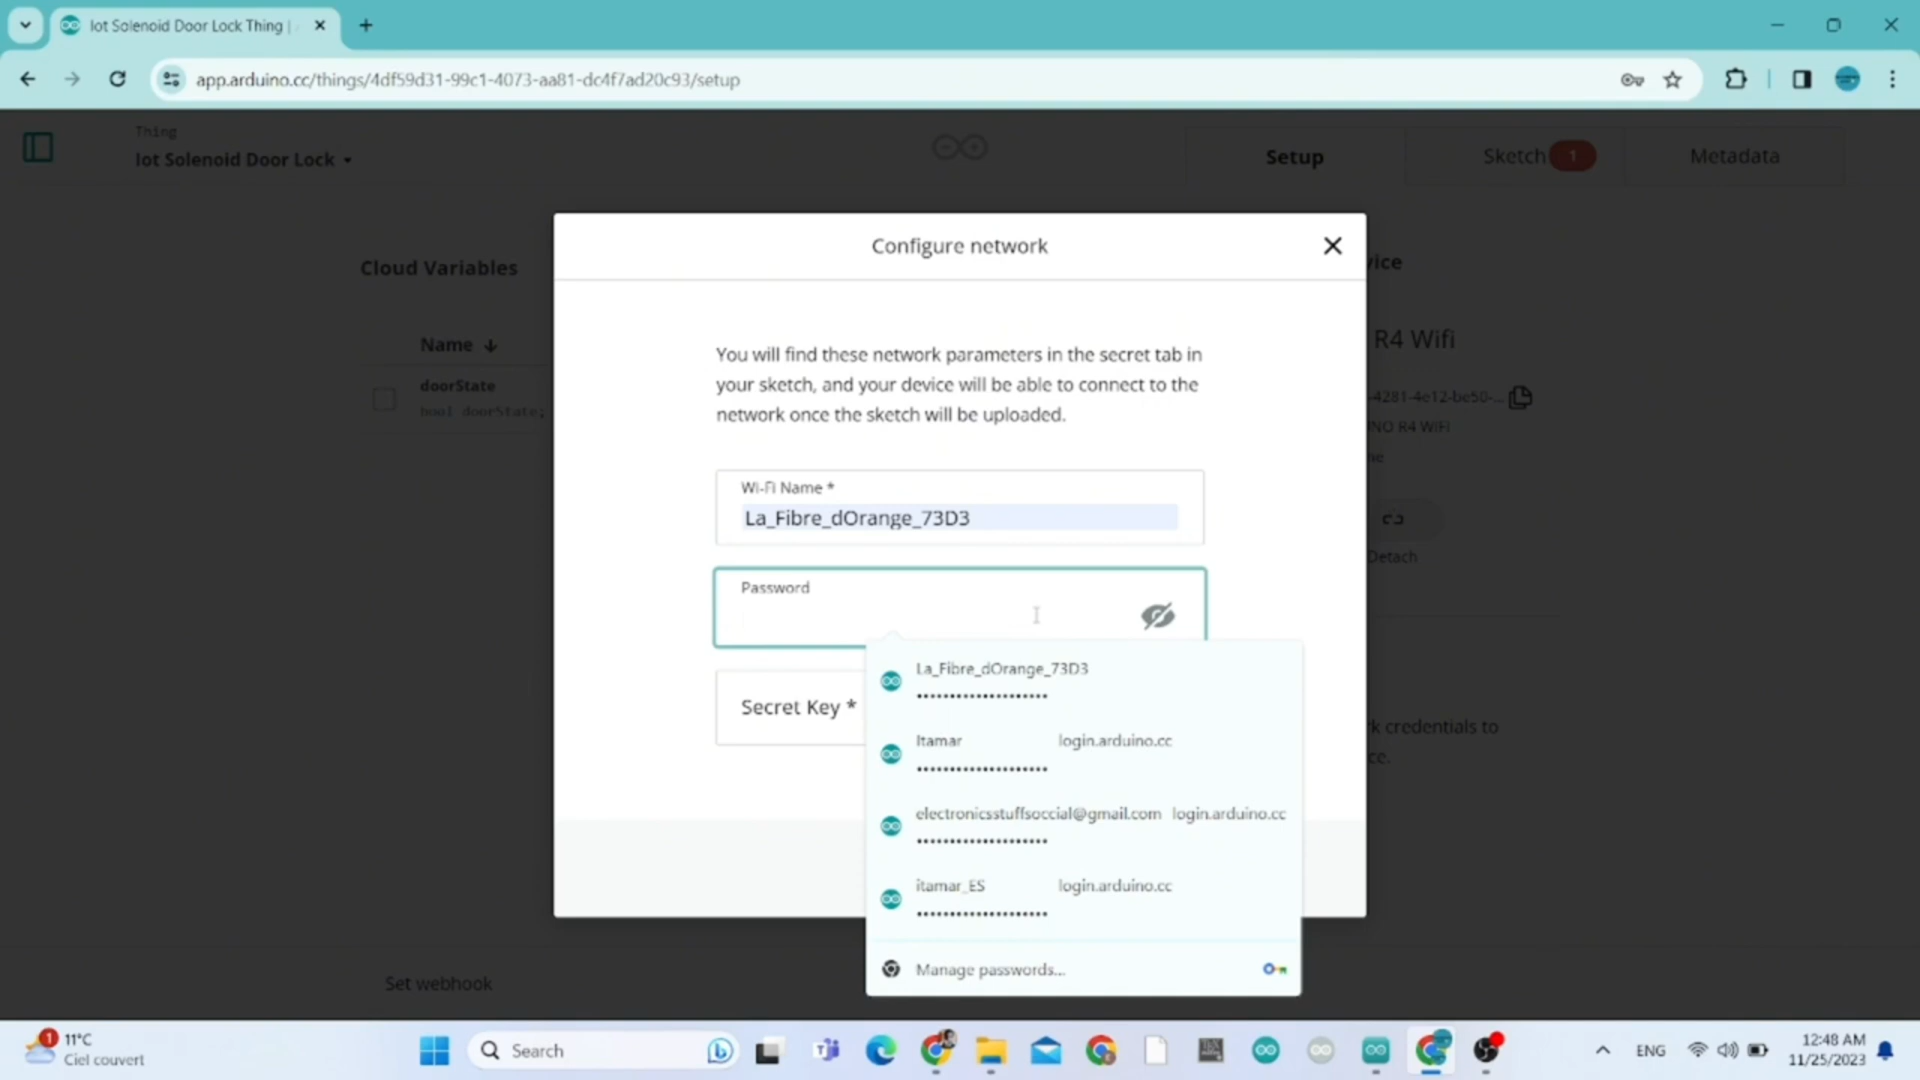 Iot Solenoid Door Lock Thing |
app.arduino.cc/things/4df59d31-99c1-4073-aa81-dc4f7ad20c93/setup
Thing
Iot Solenoid Door Lock
Setup
Sketch 1
Metadata
Configure network
Cloud Variables
vice
Name
R4 Wifi
doorState
bool doorState;
-4281-4e12-be50-...
NO R4 WIFI
ne
Detach
You will find these network parameters in the secret tab in
your sketch, and your device will be able to connect to the
network once the sketch will be uploaded.
Wi-Fi Name *
La_Fibre_dOrange_73D3
Password
Secret Key *
k credentials to
ce.
La_Fibre_dOrange_73D3
••••••••••••••••••••
Itamar login.arduino.cc
••••••••••••••••••••
electronicsstuffsoccial@gmail.com login.arduino.cc
••••••••••••••••••••
itamar_ES login.arduino.cc
••••••••••••••••••••
Manage passwords...
Set webhook
1
11°C
Ciel couvert
Search
ENG
12:48 AM
11/25/2023